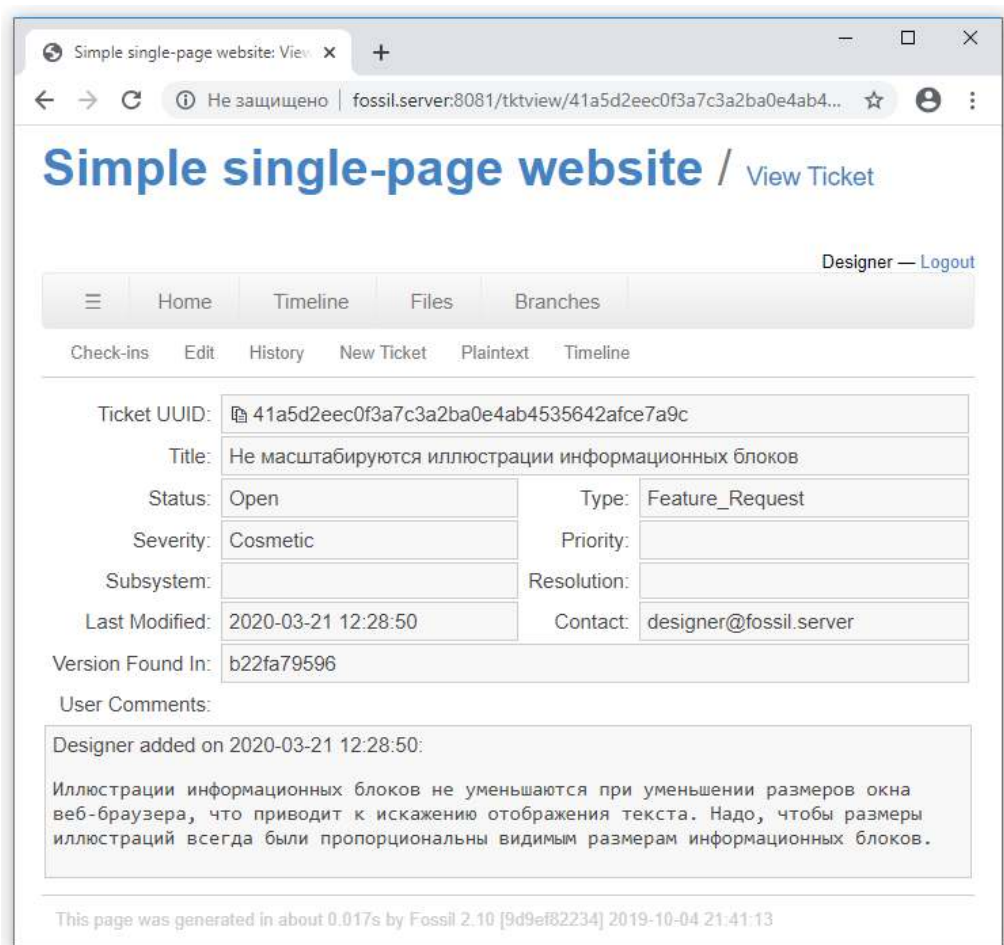 Simple single-page website: View
Не защищено | fossil.server:8081/tktview/41a5d2eec0f3a7c3a2ba0e4ab4...
Simple single-page website / View Ticket
Designer — Logout
☰ Home Timeline Files Branches
Check-ins Edit History New Ticket Plaintext Timeline
Ticket UUID: 41a5d2eec0f3a7c3a2ba0e4ab4535642afce7a9c
Title: Не масштабируются иллюстрации информационных блоков
Status: Open Type: Feature_Request
Severity: Cosmetic Priority:
Subsystem: Resolution:
Last Modified: 2020-03-21 12:28:50 Contact: designer@fossil.server
Version Found In: b22fa79596
User Comments:
Designer added on 2020-03-21 12:28:50:
Иллюстрации информационных блоков не уменьшаются при уменьшении размеров окна
веб-браузера, что приводит к искажению отображения текста. Надо, чтобы размеры
иллюстраций всегда были пропорциональны видимым размерам информационных блоков.
This page was generated in about 0.017s by Fossil 2.10 [9d9ef82234] 2019-10-04 21:41:13